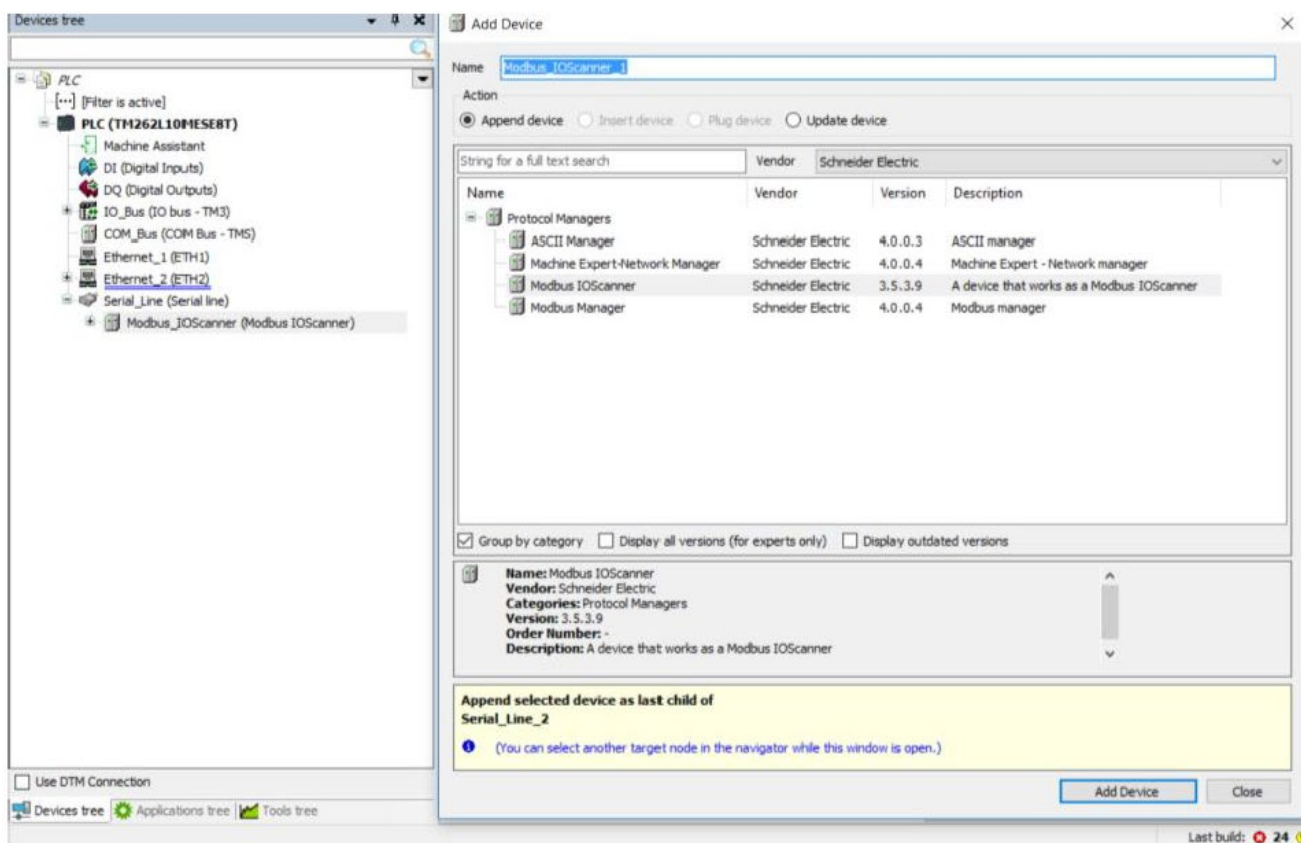 Devices tree
PLC
[Filter is active]
PLC (TM262L10MESE8T)
Machine Assistant
DI (Digital Inputs)
DQ (Digital Outputs)
IO_Bus (IO bus - TM3)
COM_Bus (COM Bus - TMS)
Ethernet_1 (ETH1)
Ethernet_2 (ETH2)
Serial_Line (Serial line)
Modbus_IOScanner (Modbus IOScanner)
Use DTM Connection
Devices tree Applications tree Tools tree
Add Device
Name Modbus_IOScanner_1
Action
Append device Insert device Plug device Update device
String for a full text search Vendor Schneider Electric
Name Vendor Version Description
Protocol Managers
ASCII Manager Schneider Electric 4.0.0.3 ASCII manager
Machine Expert-Network Manager Schneider Electric 4.0.0.4 Machine Expert - Network manager
Modbus IOScanner Schneider Electric 3.5.3.9 A device that works as a Modbus IOScanner
Modbus Manager Schneider Electric 4.0.0.4 Modbus manager
Group by category Display all versions (for experts only) Display outdated versions
Name: Modbus IOScanner
Vendor: Schneider Electric
Categories: Protocol Managers
Version: 3.5.3.9
Order Number: -
Description: A device that works as a Modbus IOScanner
Append selected device as last child of
Serial_Line_2
(You can select another target node in the navigator while this window is open.)
Add Device Close
Last build: 24